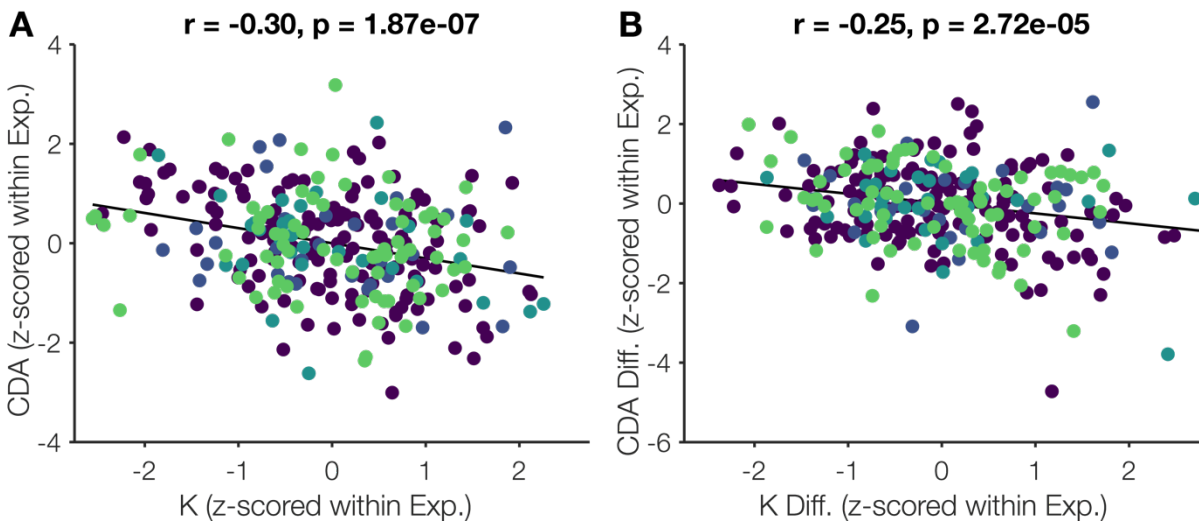 A
r = -0.30, p = 1.87e-07
CDA (z-scored within Exp.)
4
2
0
-2
-4
-2
-1
0
1
2
K (z-scored within Exp.)
B
r = -0.25, p = 2.72e-05
CDA Diff. (z-scored within Exp.)
4
2
0
-2
-4
-6
-2
-1
0
1
2
K Diff. (z-scored within Exp.)